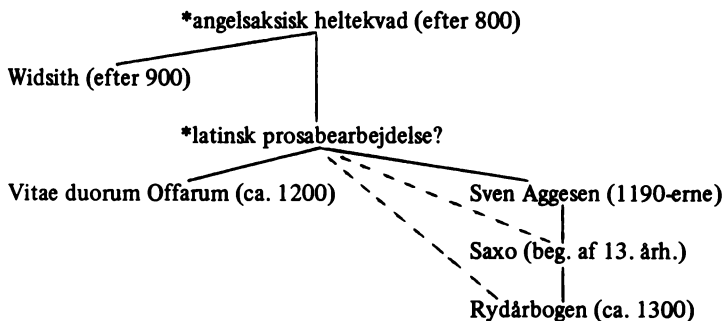 *angelsaksisk heltekvad (efter 800)
Widsith (efter 900)
*latinsk prosabearbejdelse?
Vitae duorum Offarum (ca. 1200)
Sven Aggesen (1190-erne)
Saxo (beg. af 13. årh.)
Rydårbogen (ca. 1300)